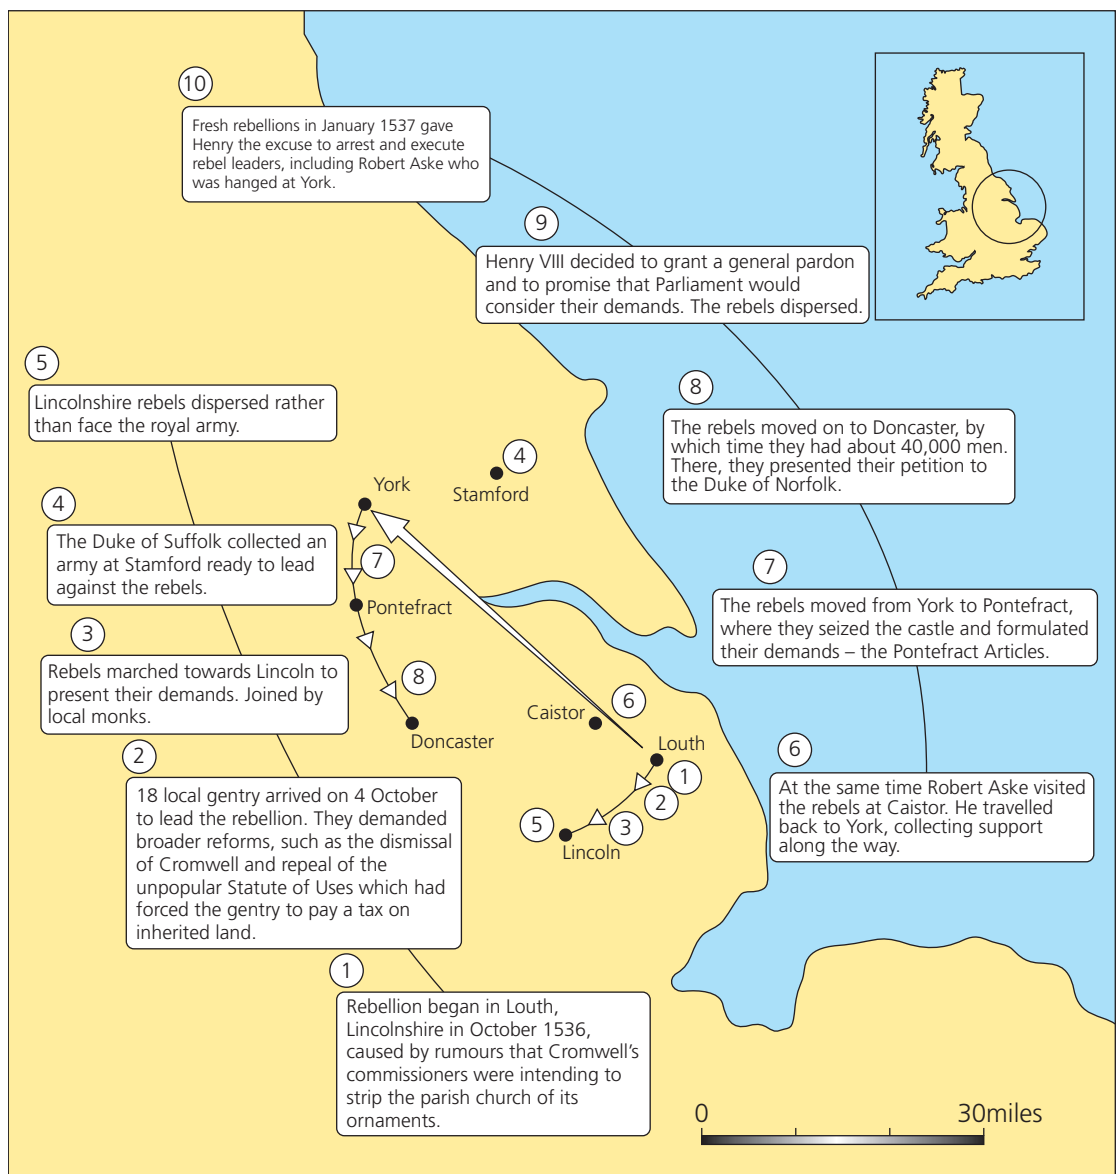 10
Fresh rebellions in January 1537 gave
Henry the excuse to arrest and execute
rebel leaders, including Robert Aske who
was hanged at York.
9
Henry VIII decided to grant a general pardon
and to promise that Parliament would
consider their demands. The rebels dispersed.
5
Lincolnshire rebels dispersed rather
than face the royal army.
8
The rebels moved on to Doncaster, by
which time they had about 40,000 men.
There, they presented their petition to
the Duke of Norfolk.
4
The Duke of Suffolk collected an
army at Stamford ready to lead
against the rebels.
York
4
Stamford
7
Pontefract
8
Doncaster
7
The rebels moved from York to Pontefract,
where they seized the castle and formulated
their demands – the Pontefract Articles.
3
Rebels marched towards Lincoln to
present their demands. Joined by
local monks.
Caistor
6
Louth
1
2
3
5
Lincoln
6
At the same time Robert Aske visited
the rebels at Caistor. He travelled
back to York, collecting support
along the way.
2
18 local gentry arrived on 4 October
to lead the rebellion. They demanded
broader reforms, such as the dismissal
of Cromwell and repeal of the
unpopular Statute of Uses which had
forced the gentry to pay a tax on
inherited land.
1
Rebellion began in Louth,
Lincolnshire in October 1536,
caused by rumours that Cromwell's
commissioners were intending to
strip the parish church of its
ornaments.
0 30miles